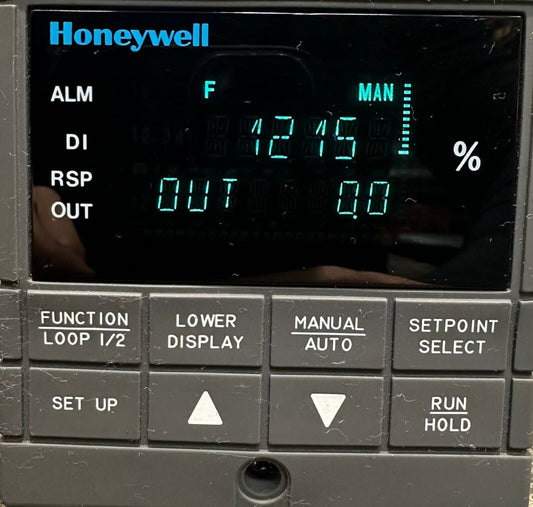 Honeywell
ALM F MAN
DI 1215 %
RSP
OUT OUT 0.0
FUNCTION LOWER MANUAL SETPOINT
LOOP 1/2 DISPLAY AUTO SELECT
SET UP RUN
HOLD